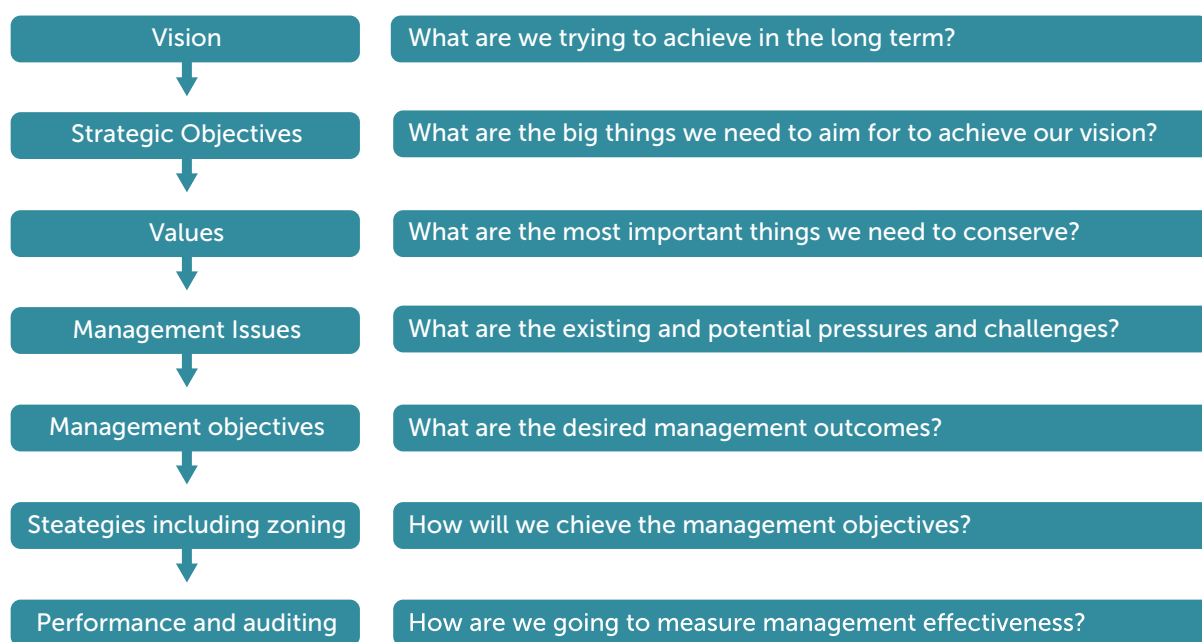 Vision
What are we trying to achieve in the long term?
Strategic Objectives
What are the big things we need to aim for to achieve our vision?
Values
What are the most important things we need to conserve?
Management Issues
What are the existing and potential pressures and challenges?
Management objectives
What are the desired management outcomes?
Steategies including zoning
How will we chieve the management objectives?
Performance and auditing
How are we going to measure management effectiveness?